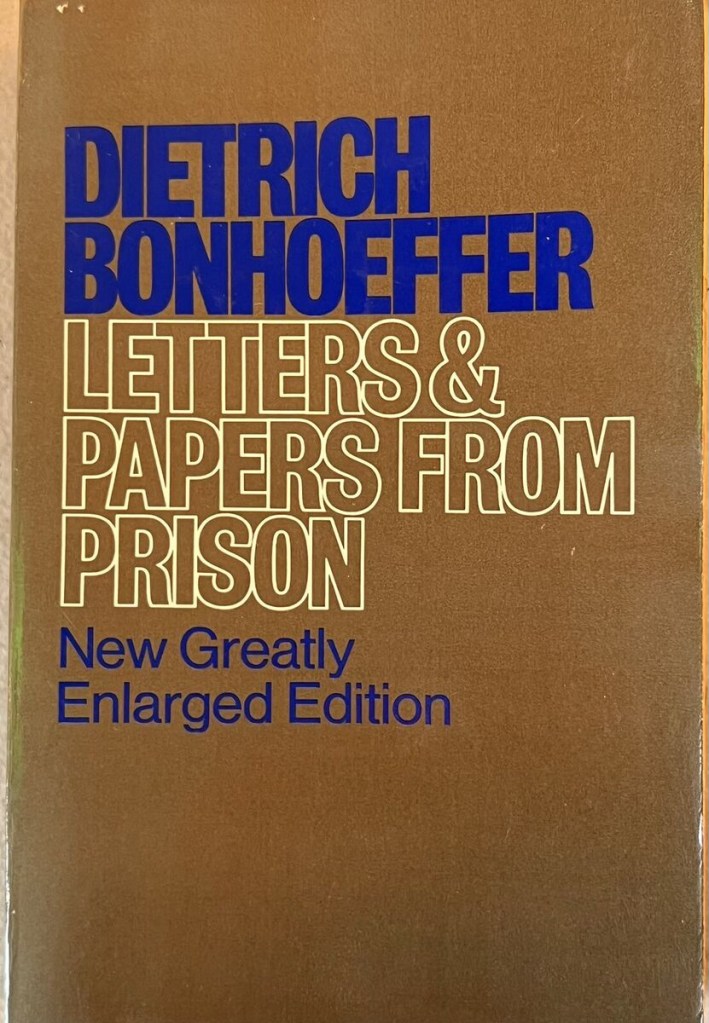 DIETRICH
BONHOEFFER
LETTERS &
PAPERS FROM
PRISON
New Greatly
Enlarged Edition